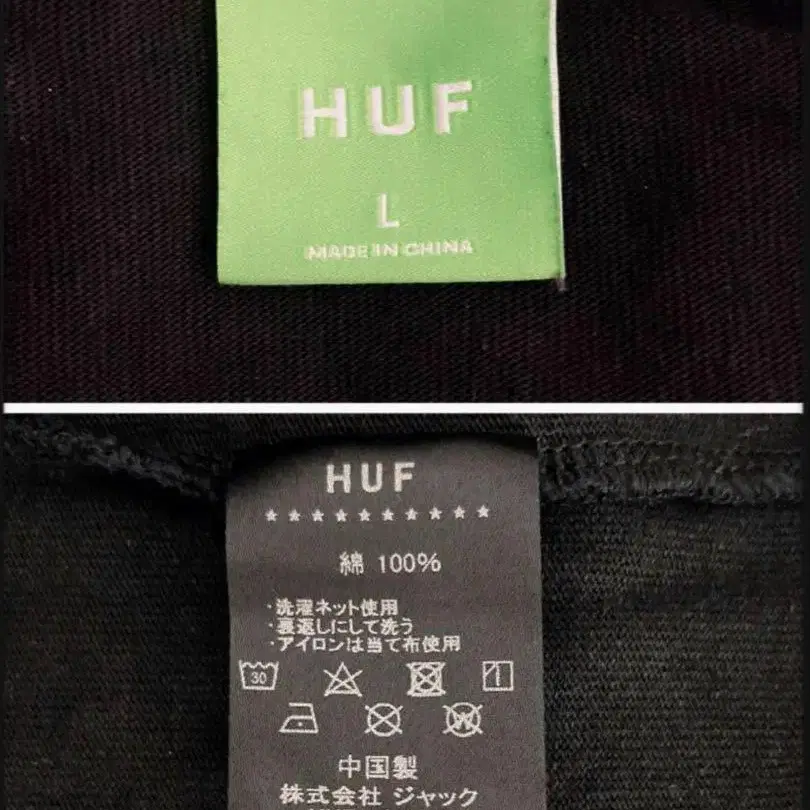 HUF
L
MADE IN CHINA
HUF
★★★★★★★★★★
綿 100%
・洗濯ネット使用
・裏返しにして洗う
・アイロンは当て布使用
30
W
中国製
株式会社 ジャック